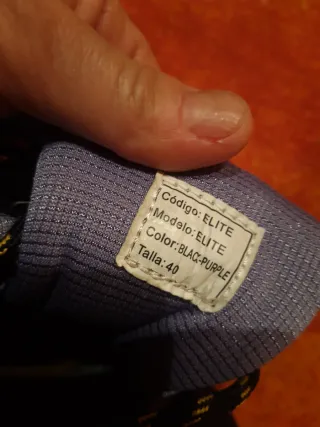 Código: ELITE
Modelo: ELITE
Color: BLACK-PURPLE
Talla: 40